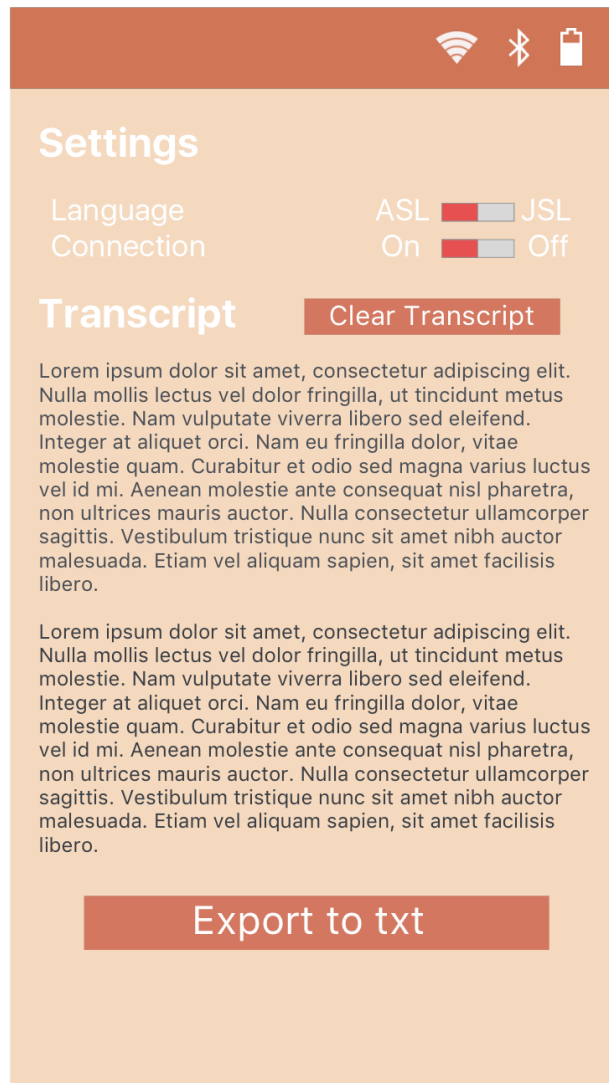 Settings
Language ASL JSL
Connection On Off
Transcript Clear Transcript
Lorem ipsum dolor sit amet, consectetur adipiscing elit.
Nulla mollis lectus vel dolor fringilla, ut tincidunt metus
molestie. Nam vulputate viverra libero sed eleifend.
Integer at aliquet orci. Nam eu fringilla dolor, vitae
molestie quam. Curabitur et odio sed magna varius luctus
vel id mi. Aenean molestie ante consequat nisl pharetra,
non ultrices mauris auctor. Nulla consectetur ullamcorper
sagittis. Vestibulum tristique nunc sit amet nibh auctor
malesuada. Etiam vel aliquam sapien, sit amet facilisis
libero.
Lorem ipsum dolor sit amet, consectetur adipiscing elit.
Nulla mollis lectus vel dolor fringilla, ut tincidunt metus
molestie. Nam vulputate viverra libero sed eleifend.
Integer at aliquet orci. Nam eu fringilla dolor, vitae
molestie quam. Curabitur et odio sed magna varius luctus
vel id mi. Aenean molestie ante consequat nisl pharetra,
non ultrices mauris auctor. Nulla consectetur ullamcorper
sagittis. Vestibulum tristique nunc sit amet nibh auctor
malesuada. Etiam vel aliquam sapien, sit amet facilisis
libero.
Export to txt